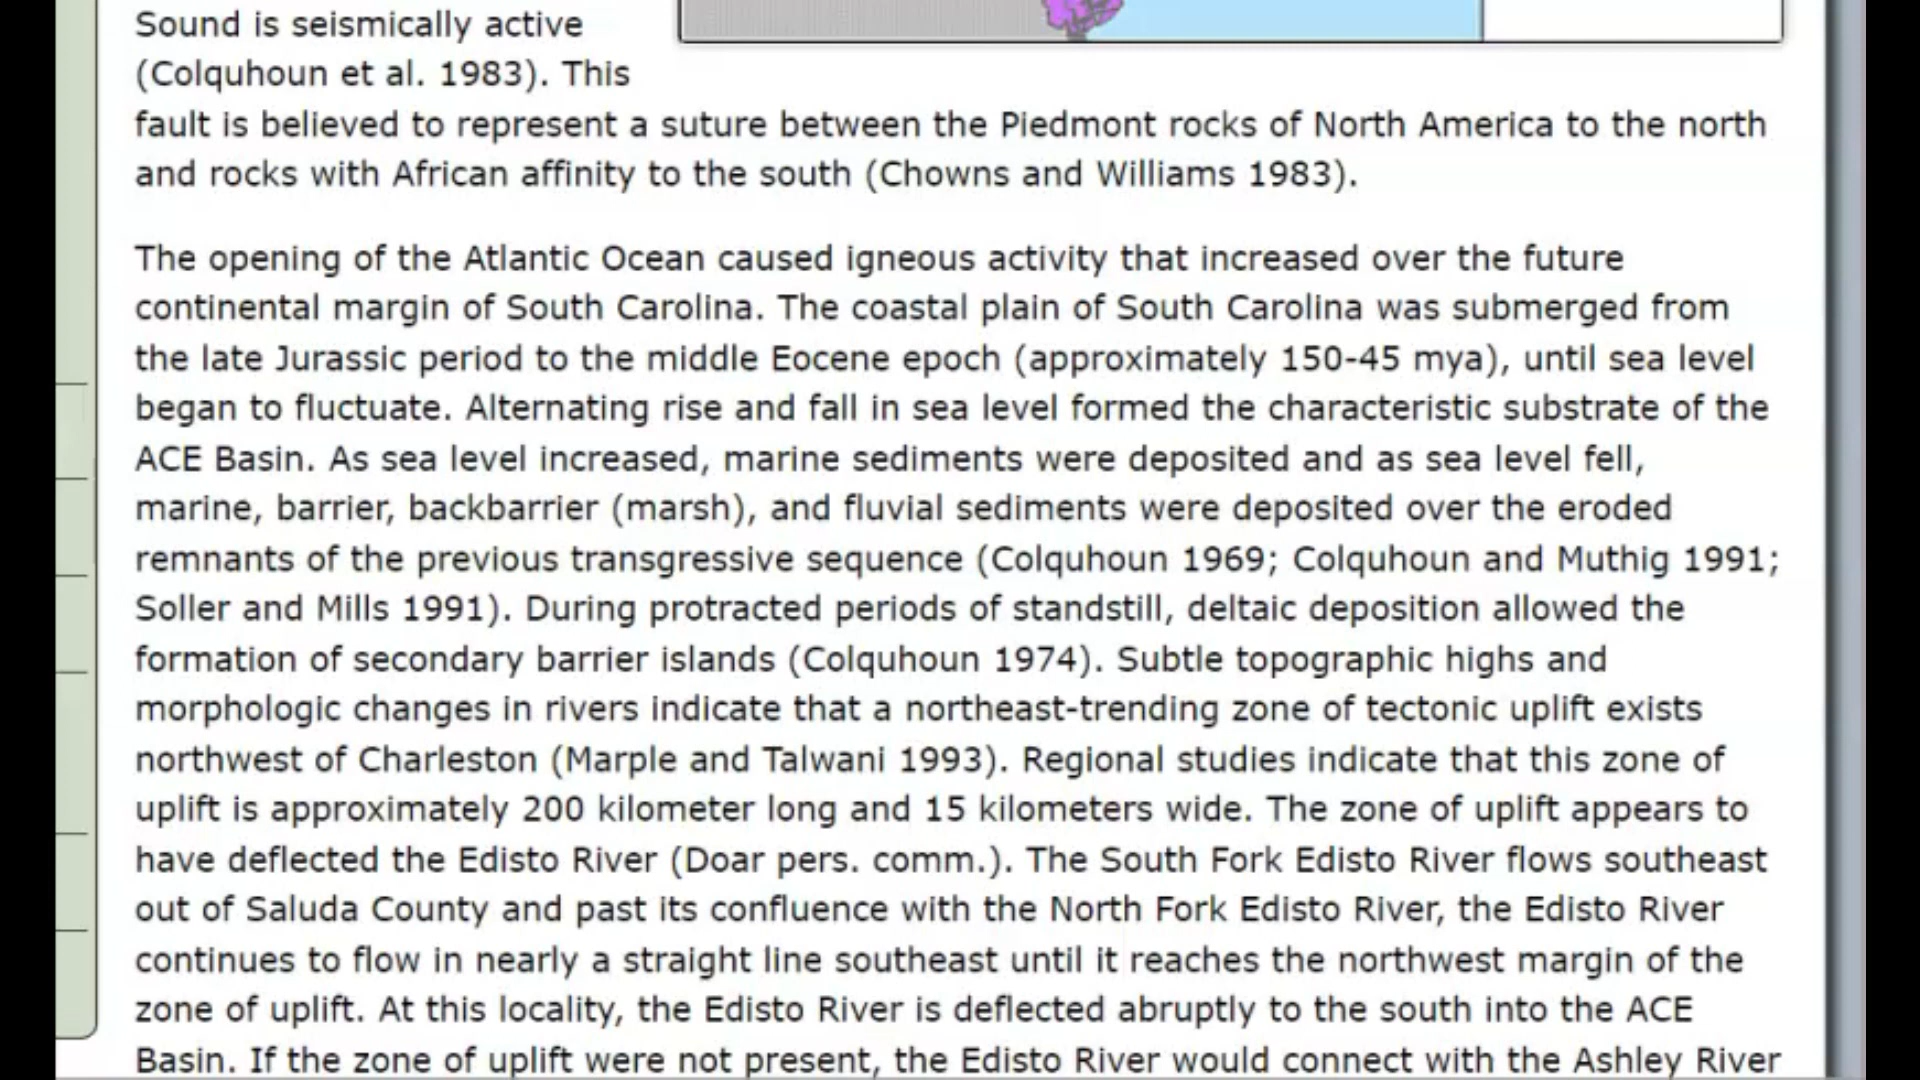 Sound is seismically active
(Colquhoun et al. 1983). This
fault is believed to represent a suture between the Piedmont rocks of North America to the north
and rocks with African affinity to the south (Chowns and Williams 1983).
The opening of the Atlantic Ocean caused igneous activity that increased over the future
continental margin of South Carolina. The coastal plain of South Carolina was submerged from
the late Jurassic period to the middle Eocene epoch (approximately 150-45 mya), until sea level
began to fluctuate. Alternating rise and fall in sea level formed the characteristic substrate of the
ACE Basin. As sea level increased, marine sediments were deposited and as sea level fell,
marine, barrier, backbarrier (marsh), and fluvial sediments were deposited over the eroded
remnants of the previous transgressive sequence (Colquhoun 1969; Colquhoun and Muthig 1991;
Soller and Mills 1991). During protracted periods of standstill, deltaic deposition allowed the
formation of secondary barrier islands (Colquhoun 1974). Subtle topographic highs and
morphologic changes in rivers indicate that a northeast-trending zone of tectonic uplift exists
northwest of Charleston (Marple and Talwani 1993). Regional studies indicate that this zone of
uplift is approximately 200 kilometer long and 15 kilometers wide. The zone of uplift appears to
have deflected the Edisto River (Doar pers. comm.). The South Fork Edisto River flows southeast
out of Saluda County and past its confluence with the North Fork Edisto River, the Edisto River
continues to flow in nearly a straight line southeast until it reaches the northwest margin of the
zone of uplift. At this locality, the Edisto River is deflected abruptly to the south into the ACE
Basin. If the zone of uplift were not present, the Edisto River would connect with the Ashley River